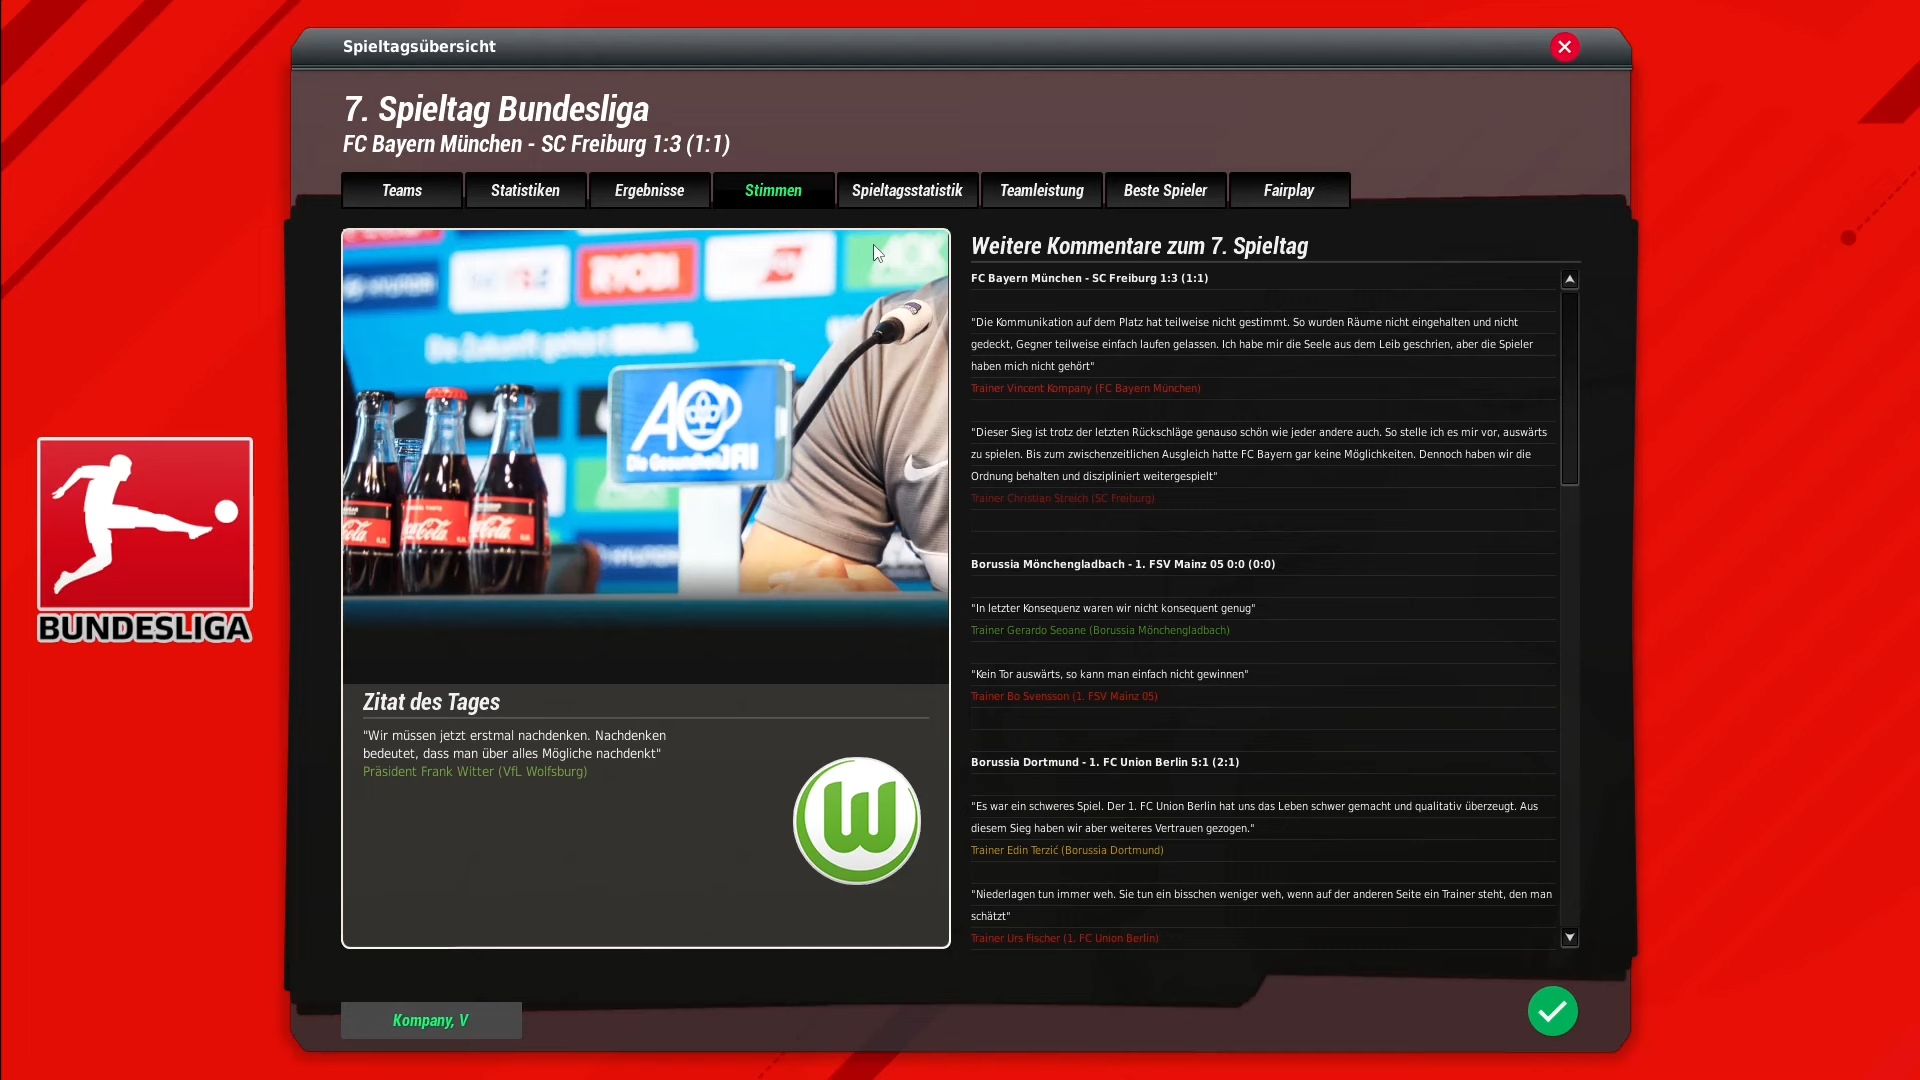 Spieltagsübersicht
7. Spieltag Bundesliga
FC Bayern München - SC Freiburg 1:3 (1:1)
Teams
Statistiken
Ergebnisse
Stimmen
Spieltagsstatistik
Teamleistung
Beste Spieler
Fairplay
RYOBI
Die Zukunft gehört
AOK
Die Gesundheit
Coca-Cola
Coca-Cola
Coca-Cola
Zitat des Tages
"Wir müssen jetzt erstmal nachdenken. Nachdenken
bedeutet, dass man über alles Mögliche nachdenkt"
Präsident Frank Witter (VfL Wolfsburg)
W
Weitere Kommentare zum 7. Spieltag
FC Bayern München - SC Freiburg 1:3 (1:1)
"Die Kommunikation auf dem Platz hat teilweise nicht gestimmt. So wurden Räume nicht eingehalten und nicht
gedeckt, Gegner teilweise einfach laufen gelassen. Ich habe mir die Seele aus dem Leib geschrien, aber die Spieler
haben mich nicht gehört"
Trainer Vincent Kompany (FC Bayern München)
"Dieser Sieg ist trotz der letzten Rückschläge genauso schön wie jeder andere auch. So stelle ich es mir vor, auswärts
zu spielen. Bis zum zwischenzeitlichen Ausgleich hatte FC Bayern gar keine Möglichkeiten. Dennoch haben wir die
Ordnung behalten und diszipliniert weitergespielt"
Trainer Christian Streich (SC Freiburg)
Borussia Mönchengladbach - 1. FSV Mainz 05 0:0 (0:0)
"In letzter Konsequenz waren wir nicht konsequent genug"
Trainer Gerardo Seoane (Borussia Mönchengladbach)
"Kein Tor auswärts, so kann man einfach nicht gewinnen"
Trainer Bo Svensson (1. FSV Mainz 05)
Borussia Dortmund - 1. FC Union Berlin 5:1 (2:1)
"Es war ein schweres Spiel. Der 1. FC Union Berlin hat uns das Leben schwer gemacht und qualitativ überzeugt. Aus
diesem Sieg haben wir aber weiteres Vertrauen gezogen."
Trainer Edin Terzić (Borussia Dortmund)
"Niederlagen tun immer weh. Sie tun ein bisschen weniger weh, wenn auf der anderen Seite ein Trainer steht, den man
schätzt"
Trainer Urs Fischer (1. FC Union Berlin)
BUNDESLIGA
Kompany, V